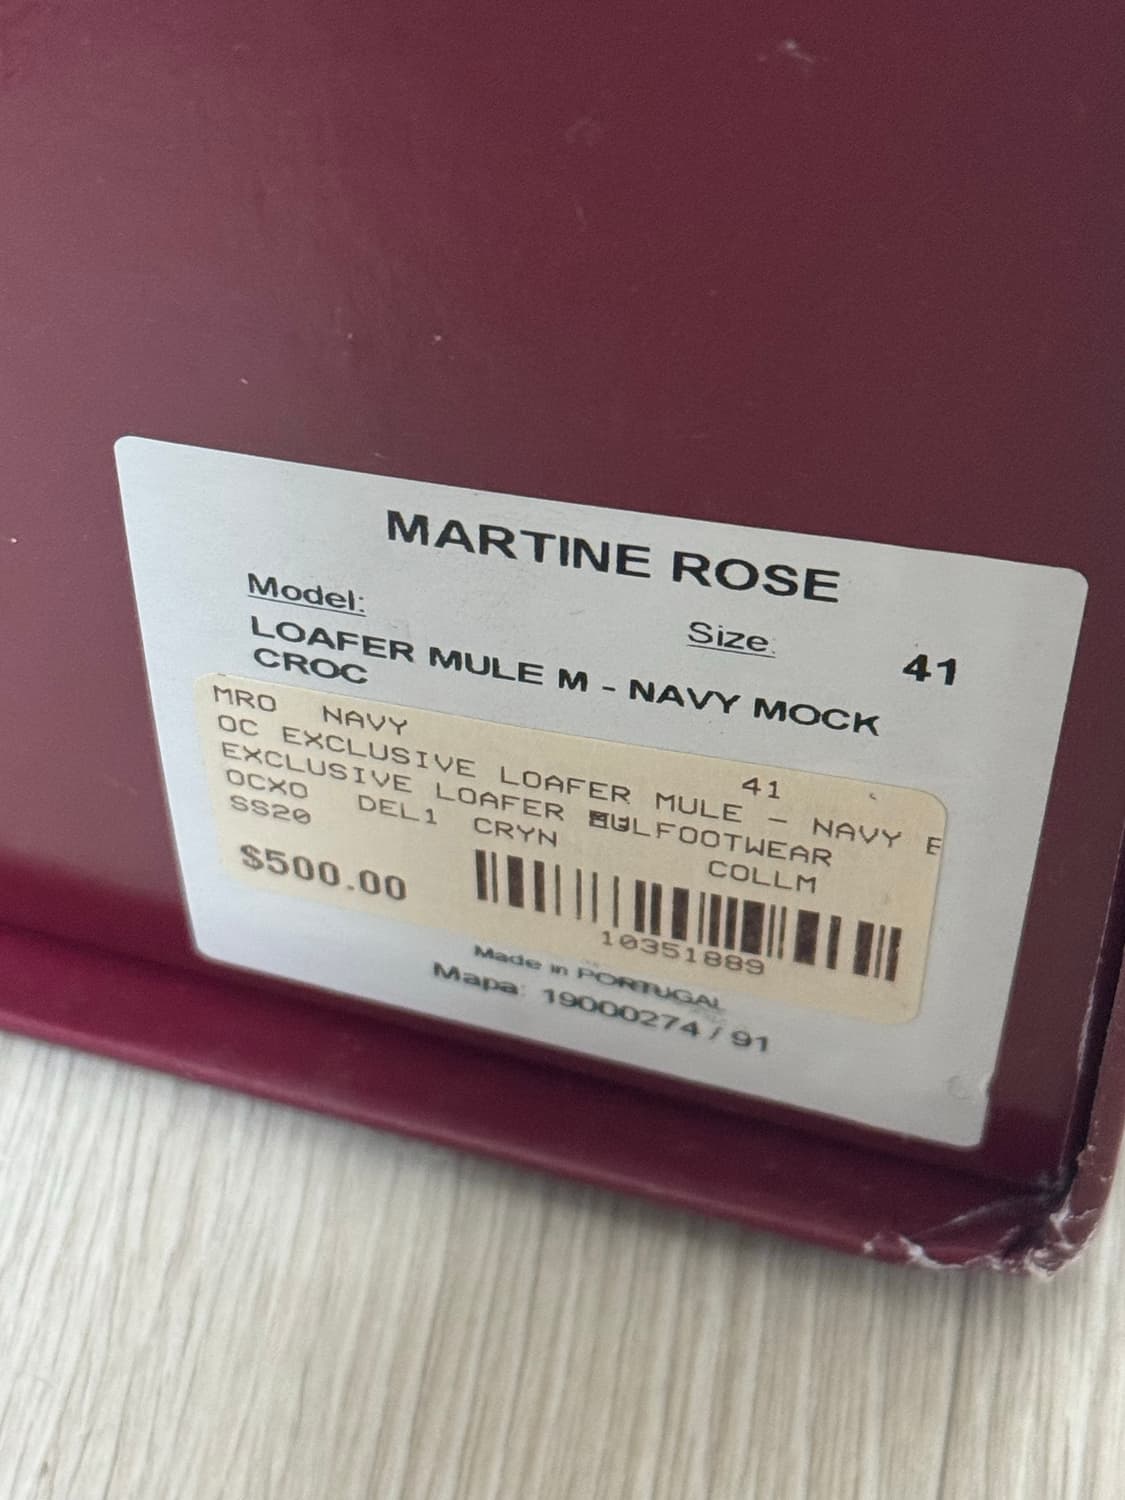 MARTINE ROSE
Model:
Size:
41
LOAFER MULE M - NAVY MOCK
CROC
MRO NAVY 41
OC EXCLUSIVE LOAFER MULE - NAVY E
EXCLUSIVE LOAFER FOOTWEAR
OCXO DEL1 CRYN COLLM
SS20
$500.00
10351889
Made in PORTUGAL
Mapa: 19000274 / 91